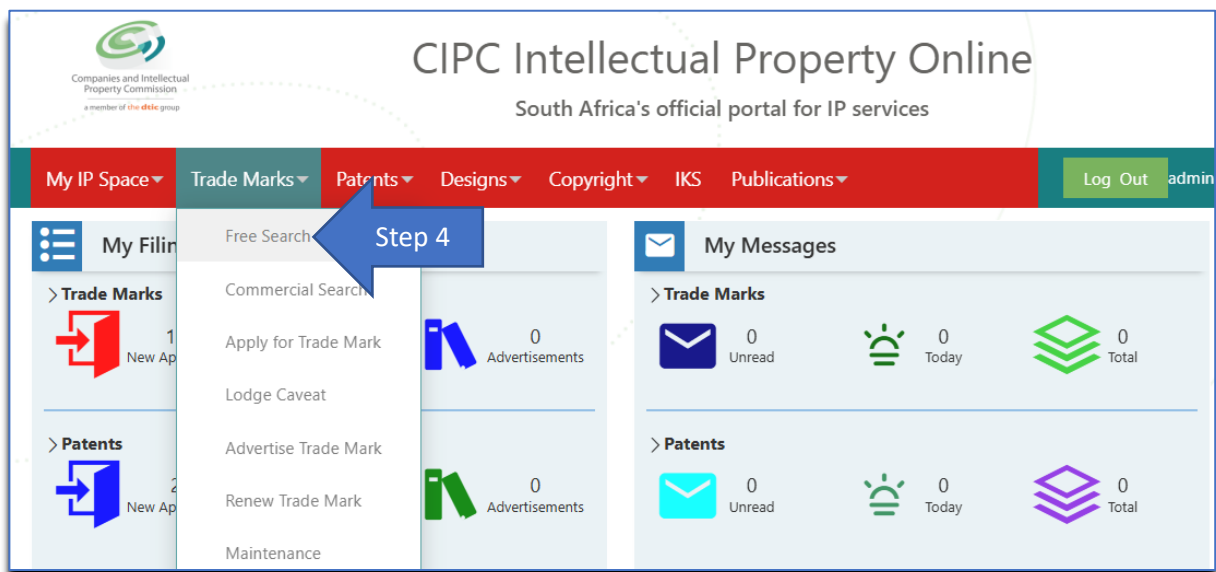 Companies and Intellectual
Property Commission
a member of the dtic group
CIPC Intellectual Property Online
South Africa's official portal for IP services
My IP Space Trade Marks Patents Designs Copyright IKS Publications Log Out admin
My Filin
Free Search
Step 4
My Messages
Commercial Search
Trade Marks
Trade Marks
1
New Ap
Apply for Trade Mark
0
Advertisements
0
Unread
0
Today
0
Total
Lodge Caveat
Patents
Advertise Trade Mark
Patents
2
New Ap
Renew Trade Mark
0
Advertisements
0
Unread
0
Today
0
Total
Maintenance